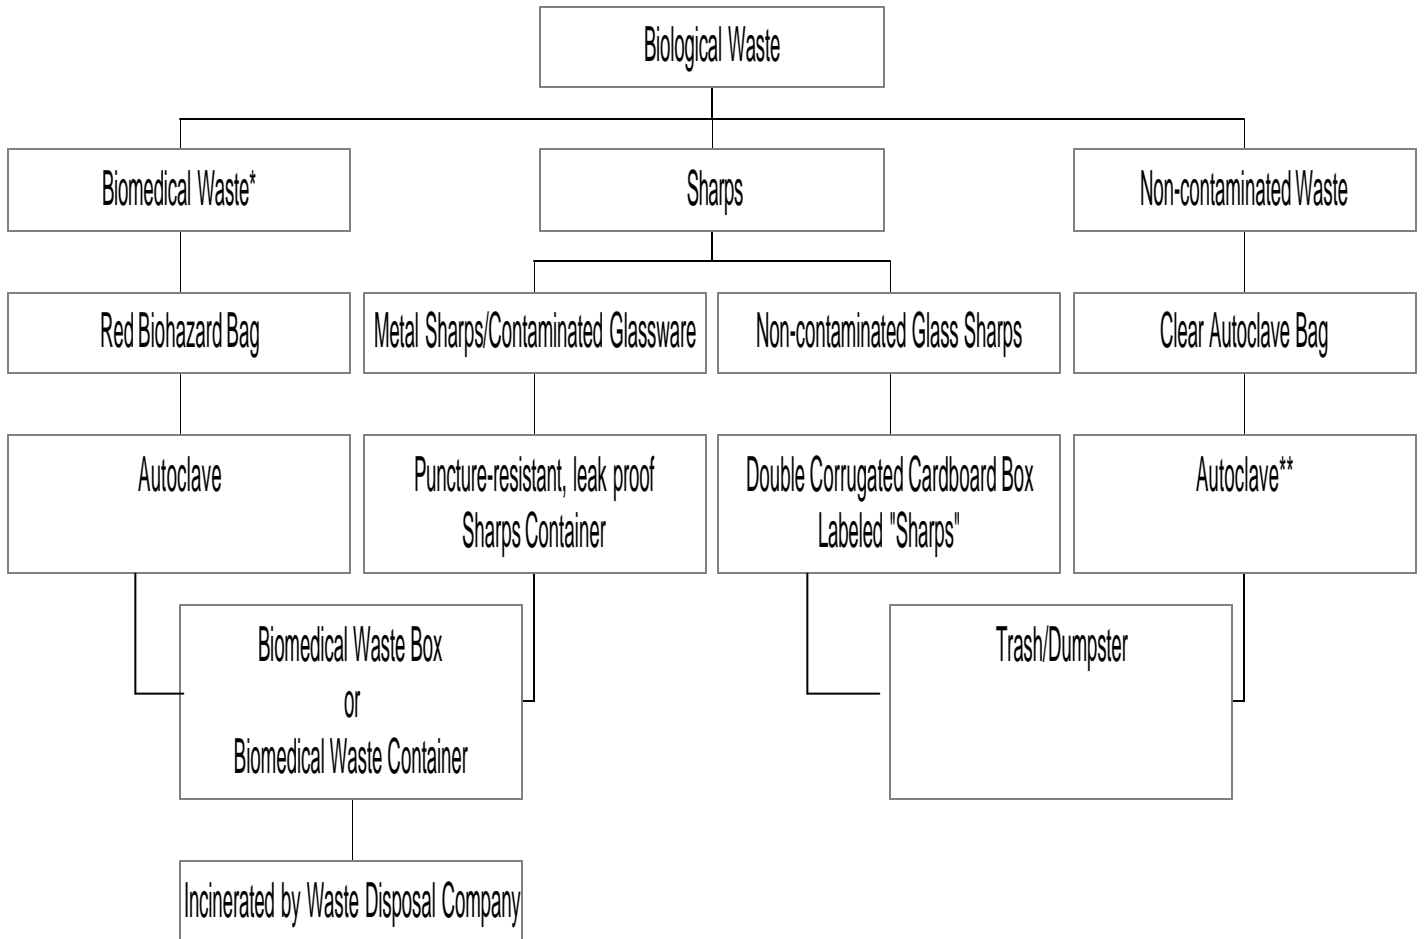 Biological Waste
Biomedical Waste*
Sharps
Non-contaminated Waste
Red Biohazard Bag
Metal Sharps/Contaminated Glassware
Non-contaminated Glass Sharps
Clear Autoclave Bag
Autoclave
Puncture-resistant, leak proof
Sharps Container
Double Corrugated Cardboard Box
Labeled "Sharps"
Autoclave**
Biomedical Waste Box
or
Biomedical Waste Container
Trash/Dumpster
Incinerated by Waste Disposal Company